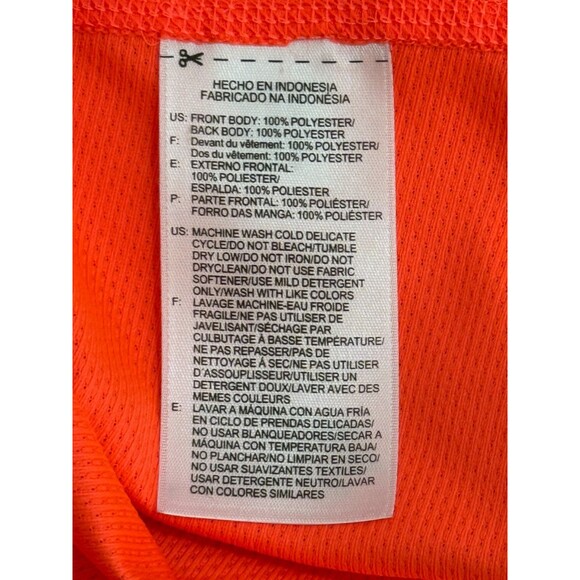 HECHO EN INDONESIA
FABRICADO NA INDONÉSIA
US: FRONT BODY: 100% POLYESTER/
BACK BODY: 100% POLYESTER
F: Devant du vêtement: 100% POLYESTER/
Dos du vêtement: 100% POLYESTER
E: EXTERNO FRONTAL:
100% POLIESTER/
ESPALDA: 100% POLIESTER
P: PARTE FRONTAL: 100% POLIÉSTER/
FORRO DAS MANGA: 100% POLIÉSTER
US: MACHINE WASH COLD DELICATE
CYCLE/DO NOT BLEACH/TUMBLE
DRY LOW/DO NOT IRON/DO NOT
DRYCLEAN/DO NOT USE FABRIC
SOFTENER/USE MILD DETERGENT
ONLY/WASH WITH LIKE COLORS
F: LAVAGE MACHINE-EAU FROIDE
FRAGILE/NE PAS UTILISER DE
JAVELISANT/SÉCHAGE PAR
CULBUTAGE À BASSE TEMPÉRATURE/
NE PAS REPASSER/PAS DE
NETTOYAGE À SEC/NE PAS UTILISER
D'ASSOUPLISSEUR/UTILISER UN
DETERGENT DOUX/LAVER AVEC DES
MEMES COULEURS
E: LAVAR A MÁQUINA CON AGUA FRÍA
EN CICLO DE PRENDAS DELICADAS/
NO USAR BLANQUEADORES/SECAR A
MÁQUINA CON TEMPERATURA BAJA/
NO PLANCHAR/NO LIMPIAR EN SECO/
NO USAR SUAVIZANTES TEXTILES/
USAR DETERGENTE NEUTRO/LAVAR
CON COLORES SIMILARES